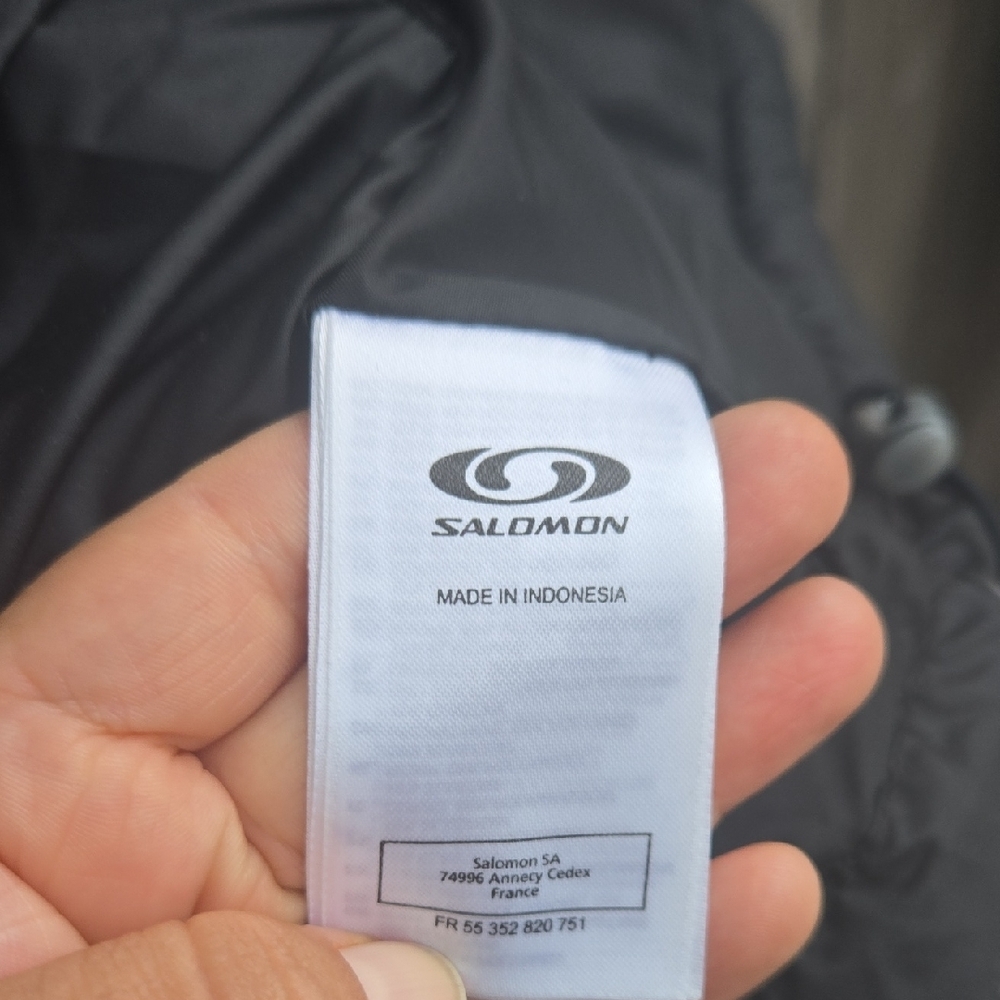 SALOMON
MADE IN INDONESIA
Salomon SA
74996 Annecy Cedex
France
FR 55 352 820 751